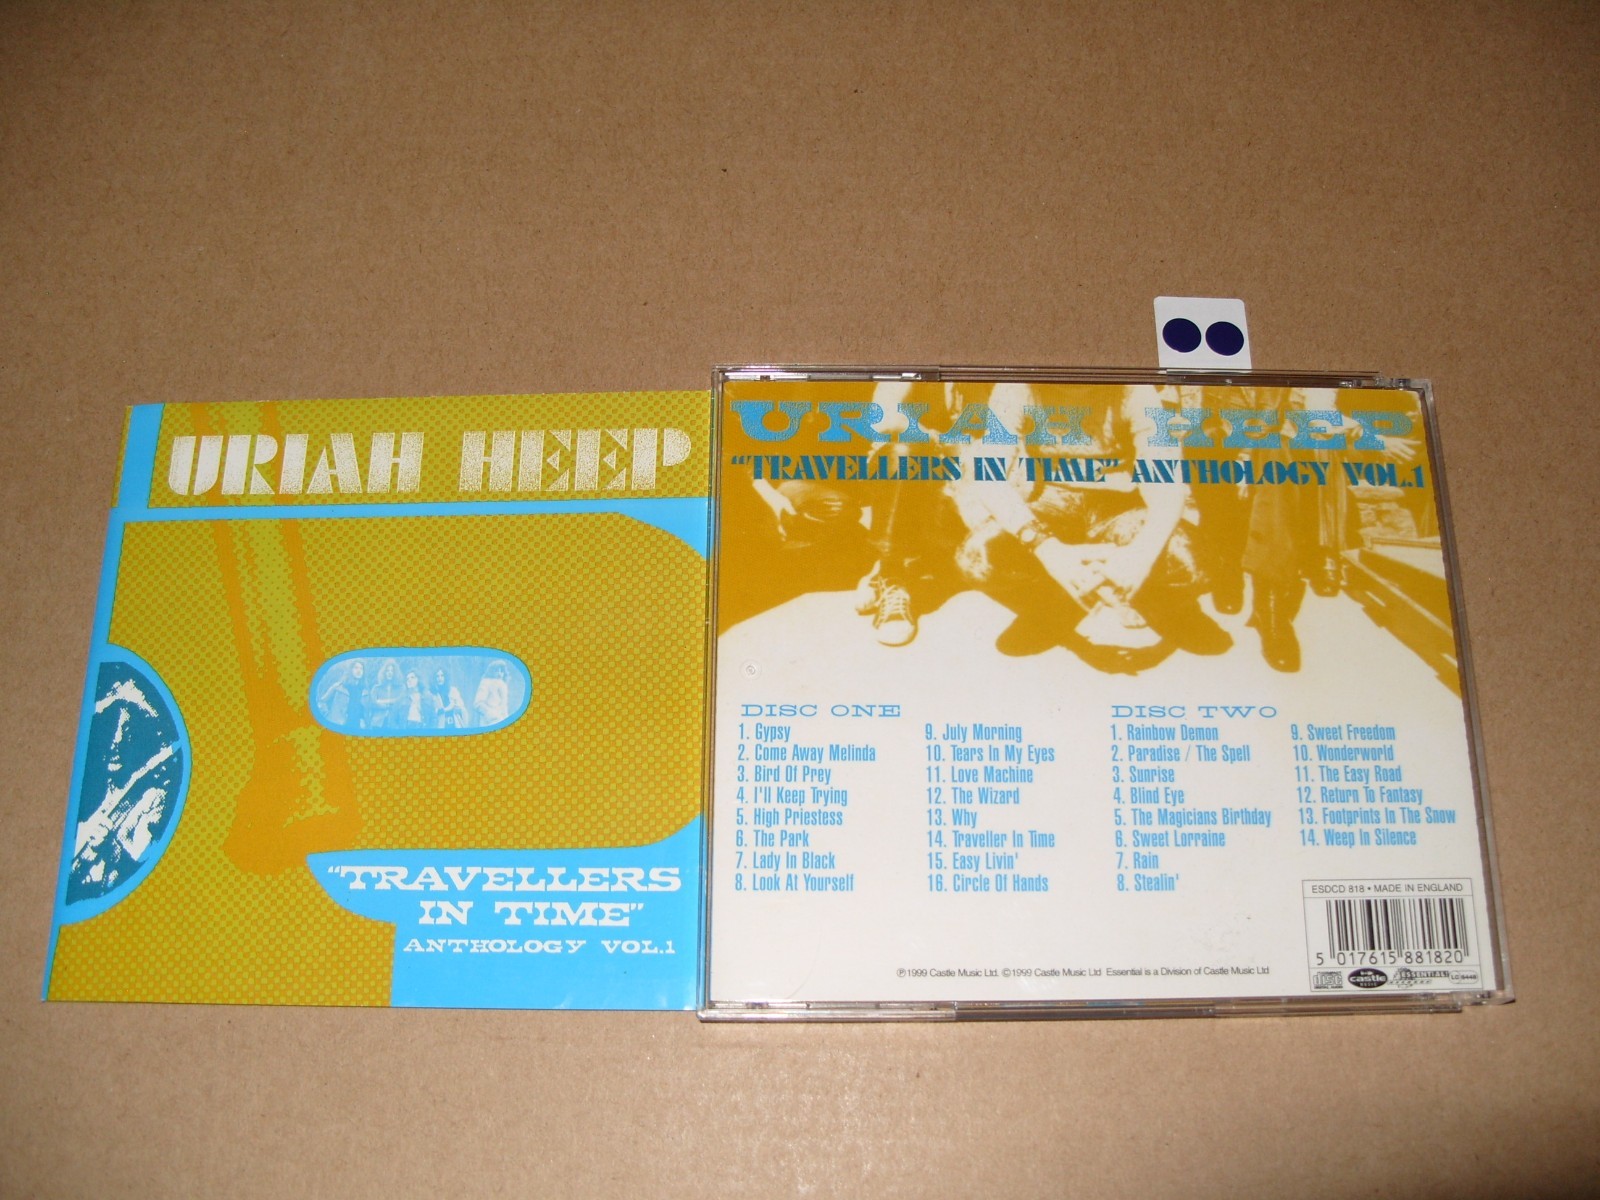 URIAH HEEP
"TRAVELLERS
IN TIME"
ANTHOLOGY VOL.1
URIAH HEEP
"TRAVELLERS IN TIME" ANTHOLOGY VOL.1
DISC ONE
1. Gypsy
2. Come Away Melinda
3. Bird Of Prey
4. I'll Keep Trying
5. High Priestess
6. The Park
7. Lady In Black
8. Look At Yourself
9. July Morning
10. Tears In My Eyes
11. Love Machine
12. The Wizard
13. Why
14. Traveller In Time
15. Easy Livin'
16. Circle Of Hands
DISC TWO
1. Rainbow Demon
2. Paradise / The Spell
3. Sunrise
4. Blind Eye
5. The Magicians Birthday
6. Sweet Lorraine
7. Rain
8. Stealin'
9. Sweet Freedom
10. Wonderworld
11. The Easy Road
12. Return To Fantasy
13. Footprints In The Snow
14. Weep In Silence
ESDCD 818 • MADE IN ENGLAND
5 017615 881820
℗1999 Castle Music Ltd. ©1999 Castle Music Ltd Essential is a Division of Castle Music Ltd
castle
MUSIC
ESSENTIAL!
LC 6448